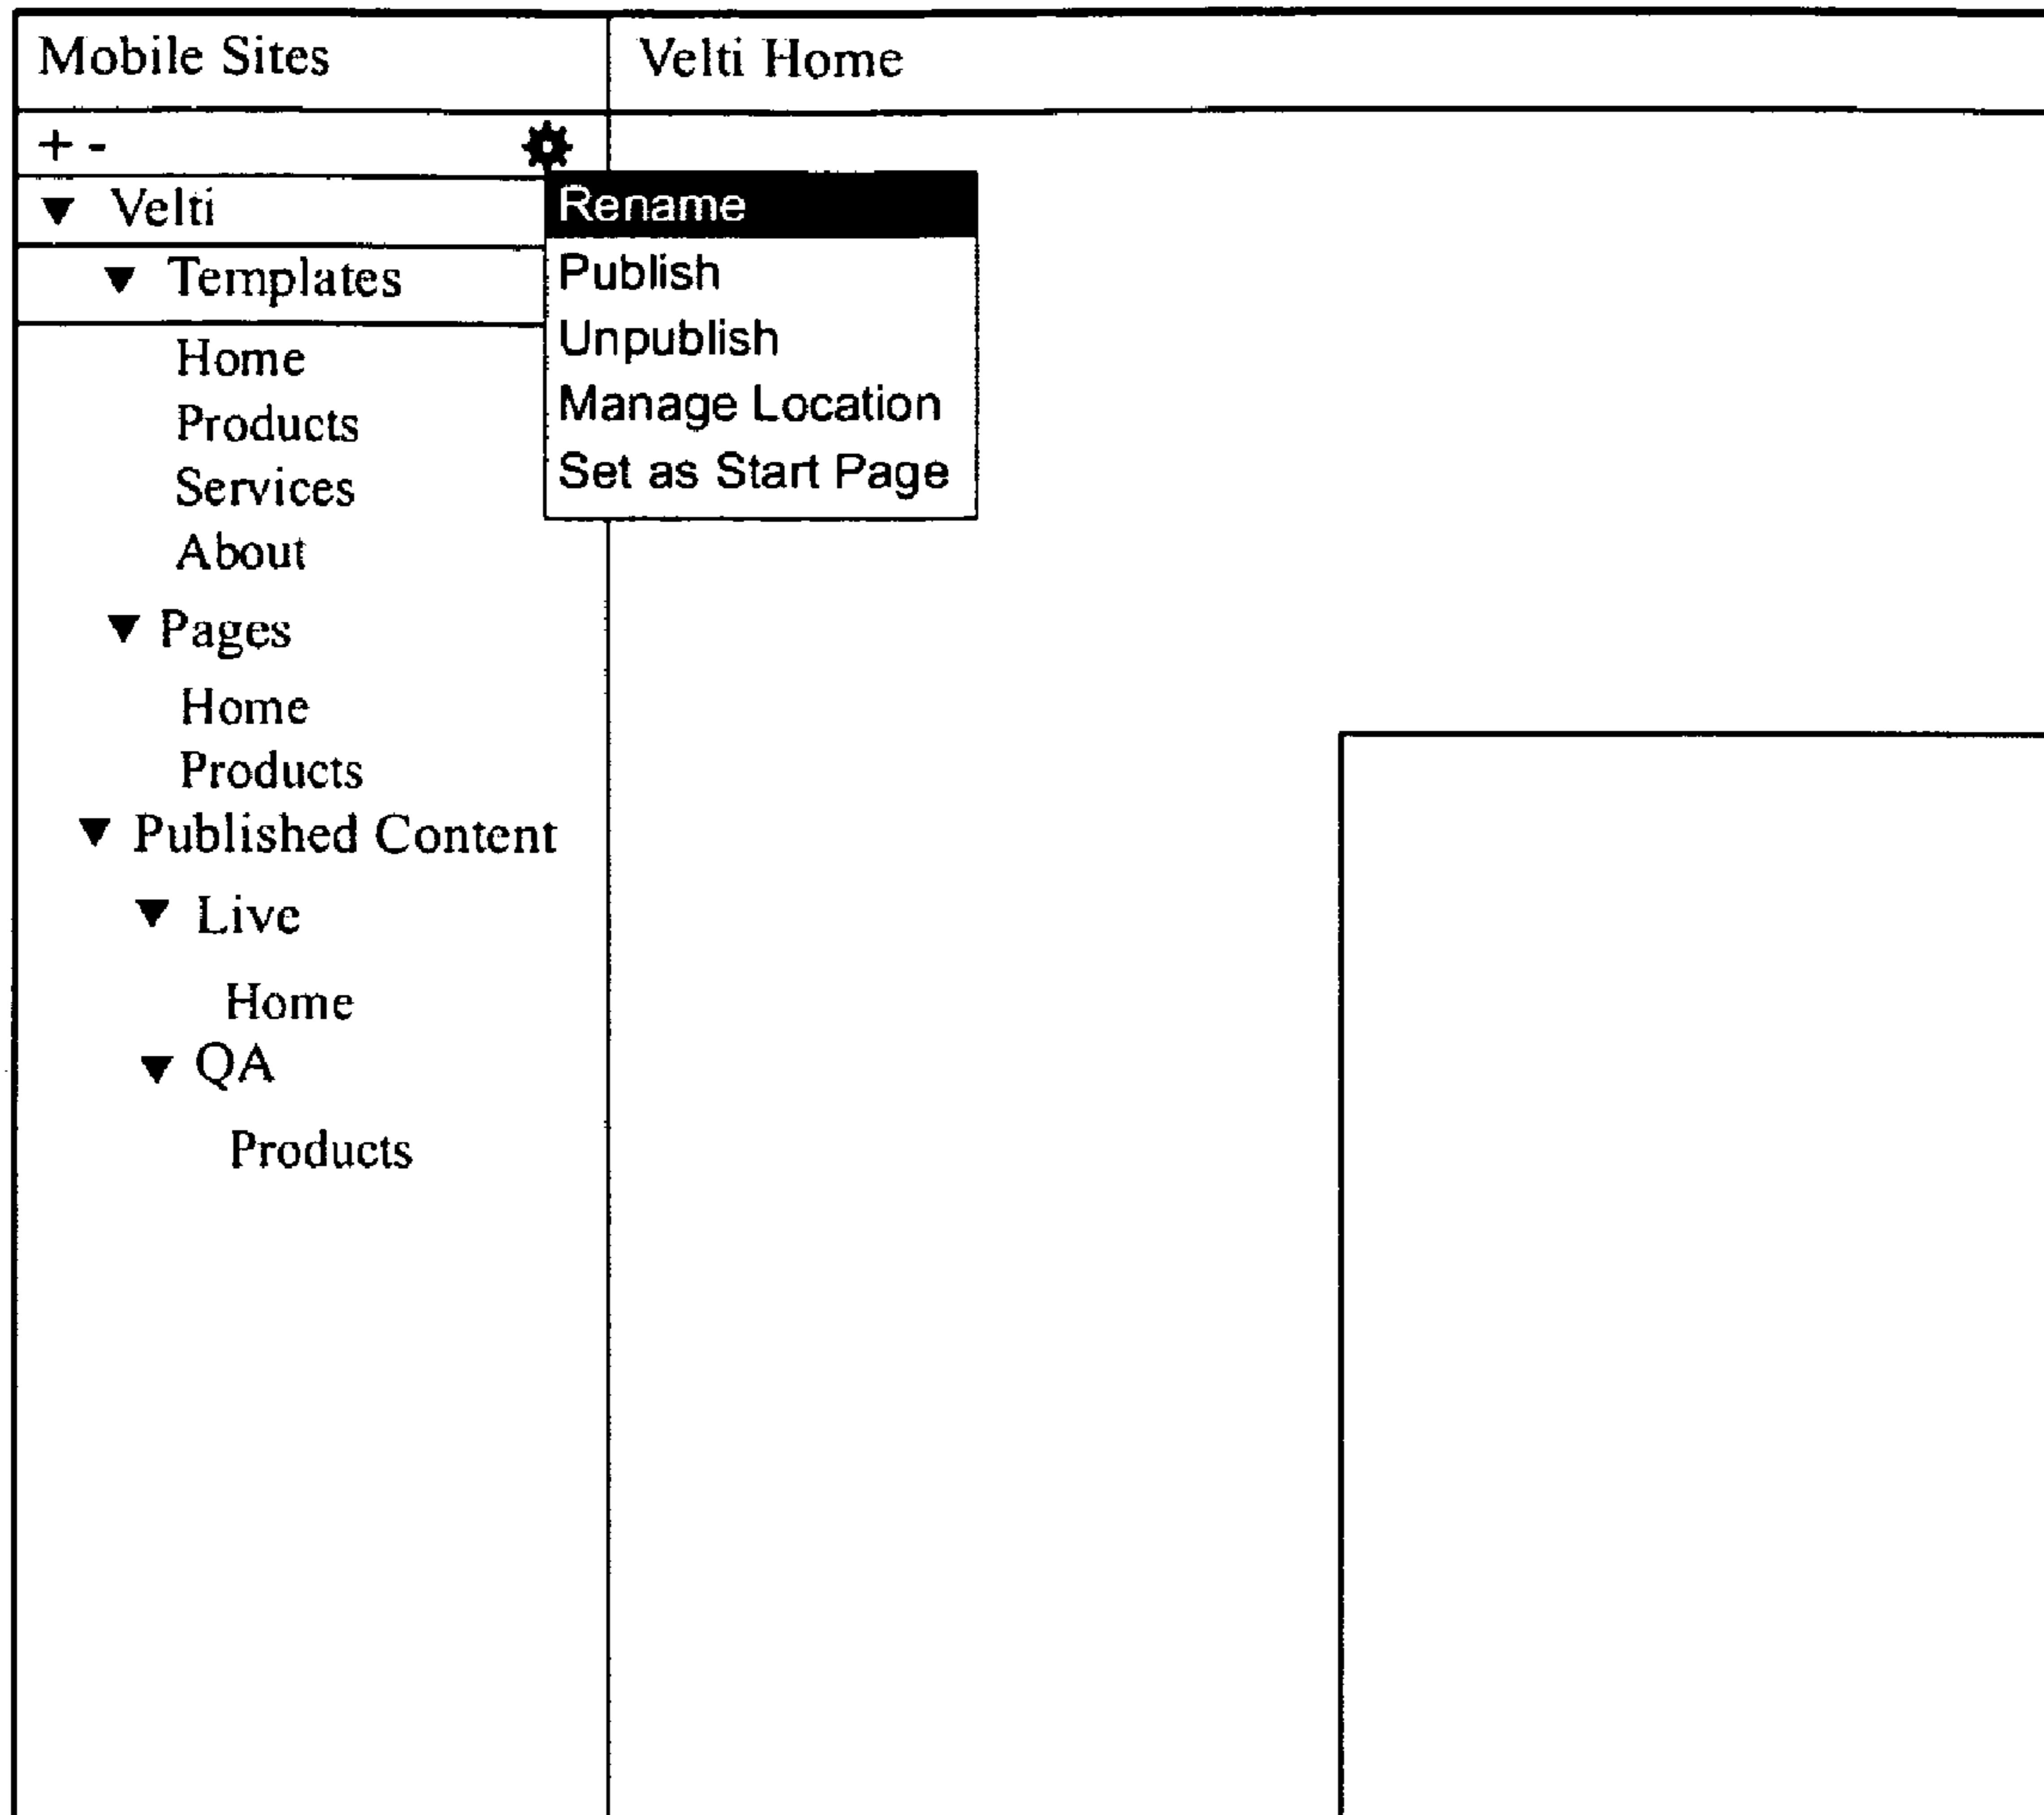 Mobile Sites
Velti Home
+ -
Velti
Templates
Home
Products
Services
About
Pages
Home
Products
Published Content
Live
Home
QA
Products
Rename
Publish
Unpublish
Manage Location
Set as Start Page